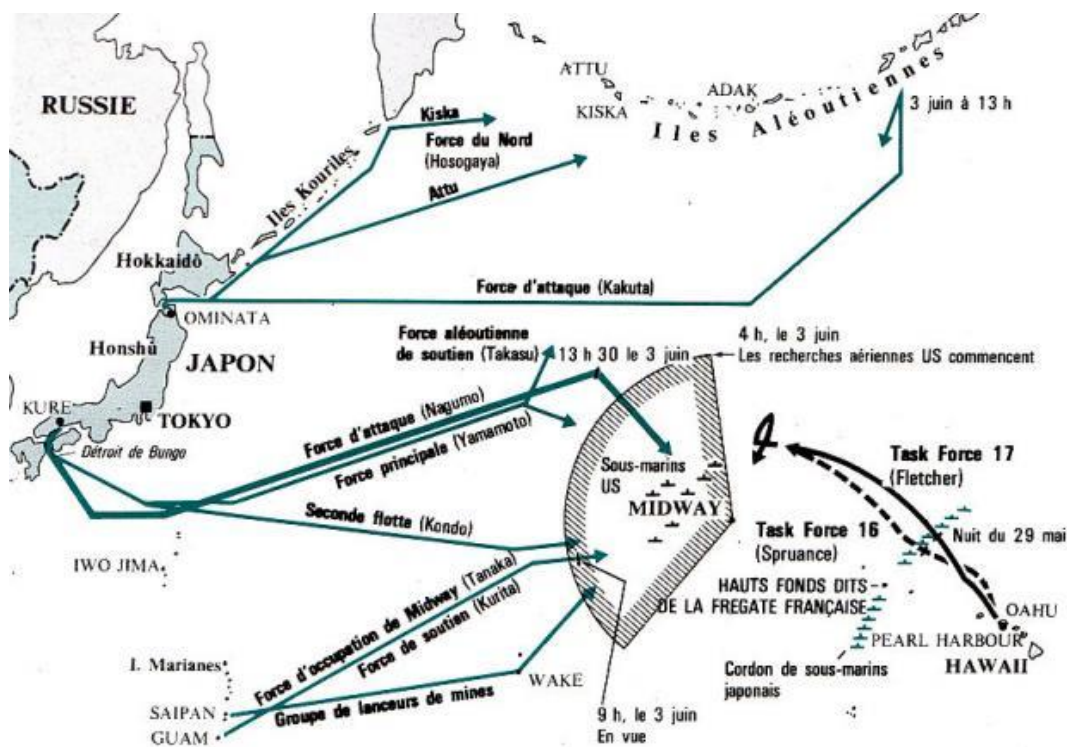 RUSSIE
ATTU
KISKA
ADAK
Iles Aléoutiennes
3 juin à 13 h
Kiska
Force du Nord
(Hosogaya)
Attu
Iles Kouriles
Hokkaidô
Force d'attaque (Kakuta)
OMINATA
Honshû
JAPON
Force aléoutienne
de soutien (Takasu)
13 h 30 le 3 juin
4 h, le 3 juin
Les recherches aériennes US commencent
KURE
TOKYO
Détroit de Bungo
Force d'attaque (Nagumo)
Force principale (Yamamoto)
Sous-marins
US
MIDWAY
Task Force 17
(Fletcher)
Seconde flotte (Kondo)
Task Force 16
(Spruance)
Nuit du 29 mai
IWO JIMA
HAUTS FONDS DITS
DE LA FREGATE FRANÇAISE
OAHU
PEARL HARBOUR
HAWAII
Force d'occupation de Midway (Tanaka)
Force de soutien (Kurita)
Cordon de sous-marins
japonais
I. Marianes
WAKE
SAIPAN
Groupe de lanceurs de mines
GUAM
9 h, le 3 juin
En vue